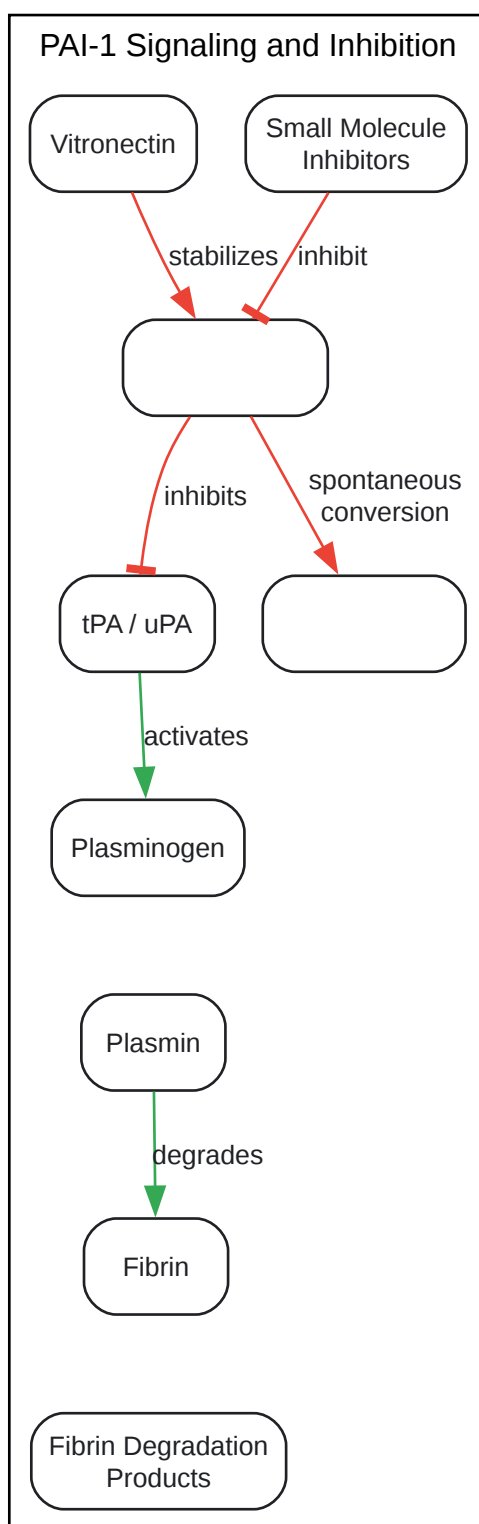 PAI-1 Signaling and Inhibition
Vitronectin
Small Molecule
Inhibitors
stabilizes
inhibit
inhibits
spontaneous
conversion
tPA / uPA
activates
Plasminogen
Plasmin
degrades
Fibrin
Fibrin Degradation
Products